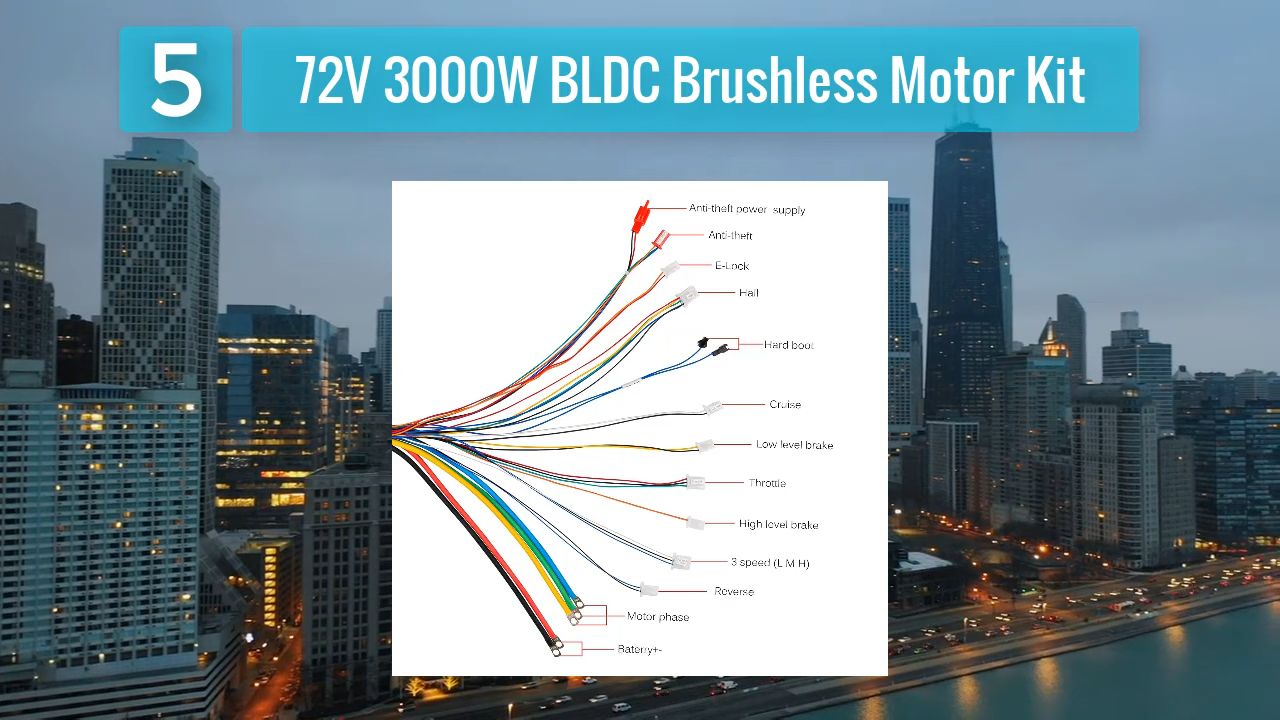 5
72V 3000W BLDC Brushless Motor Kit
Anti-theft power supply
Anti-theft
E-Lock
Hall
Hard boot
Cruise
Low level brake
Throttle
High level brake
3 speed (L M H)
Reverse
Motor phase
Baterry+-